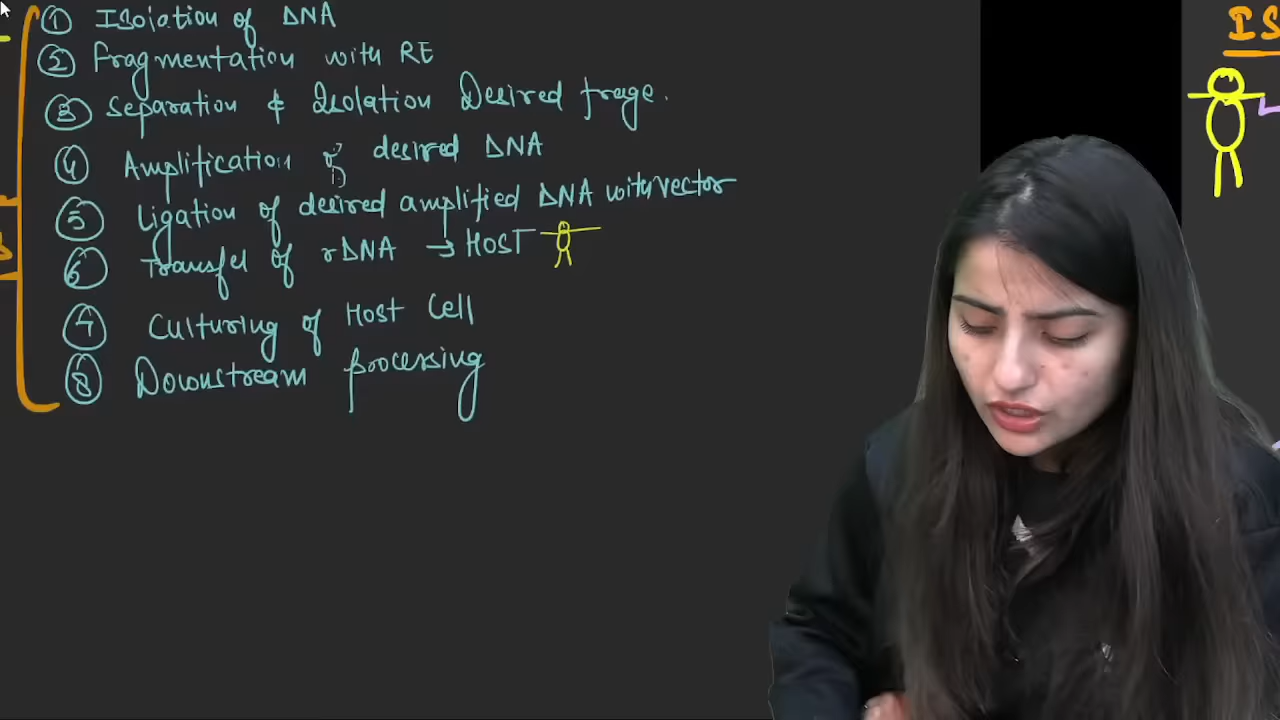 ① Isolation of DNA
② fragmentation with RE
③ Separation & Isolation Desired frage.
④ Amplification of desired DNA
⑤ Ligation of desired amplified DNA with vector
⑥ Transfer of rDNA → HOST
⑦ Culturing of Host Cell
⑧ Downstream processing
IS